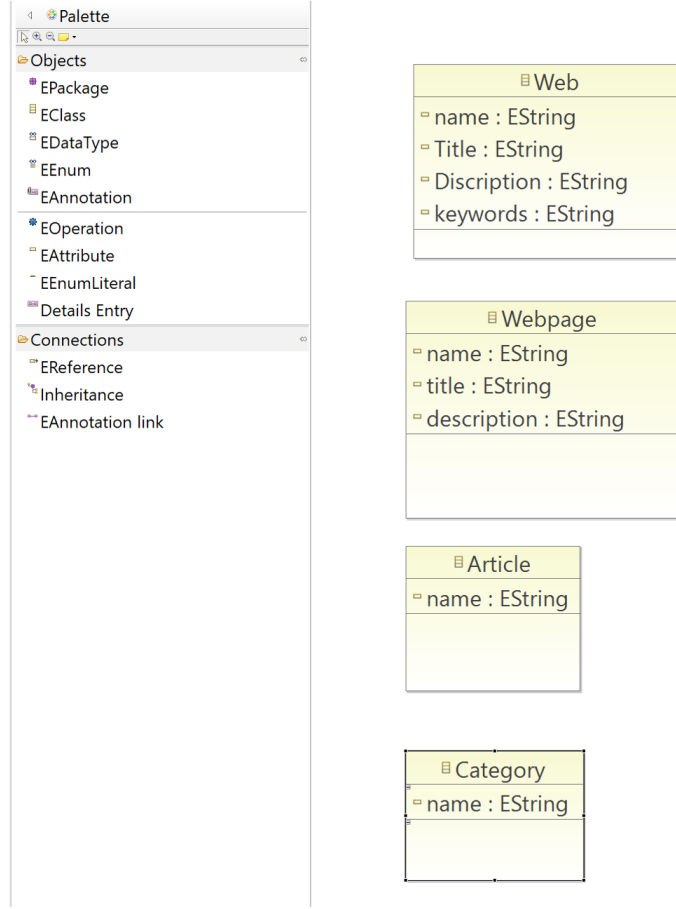 Palette
Objects
EPackage
EClass
EDataType
EEnum
EAnnotation
EOperation
EAttribute
EEnumLiteral
Details Entry
Connections
EReference
Inheritance
EAnnotation link
Web
name : EString
Title : EString
Discription : EString
keywords : EString
Webpage
name : EString
title : EString
description : EString
Article
name : EString
Category
name : EString